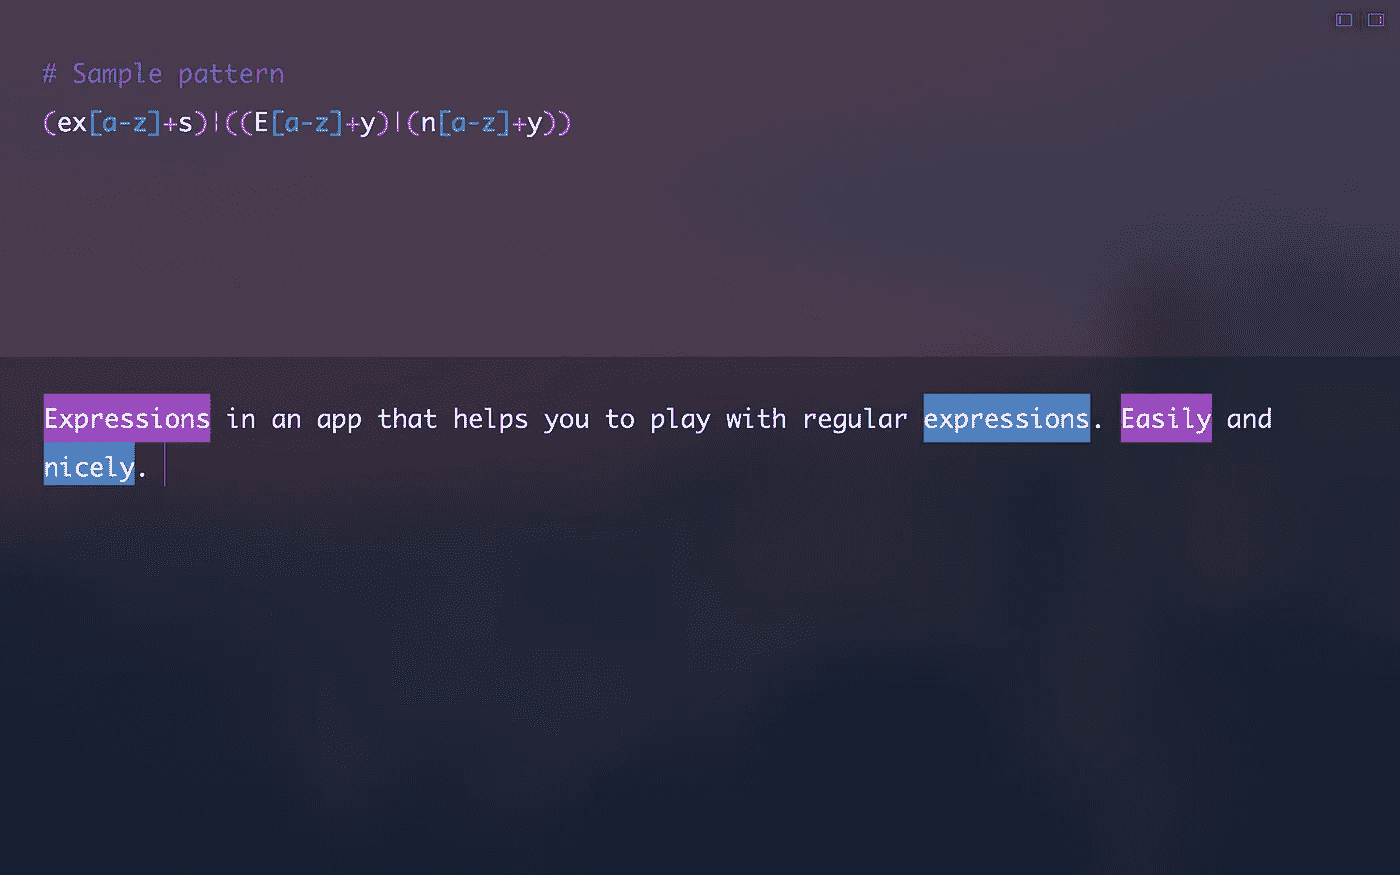 # Sample pattern
(ex[a-z]+s)|((E[a-z]+y)|(n[a-z]+y))
Expressions in an app that helps you to play with regular expressions. Easily and
nicely.